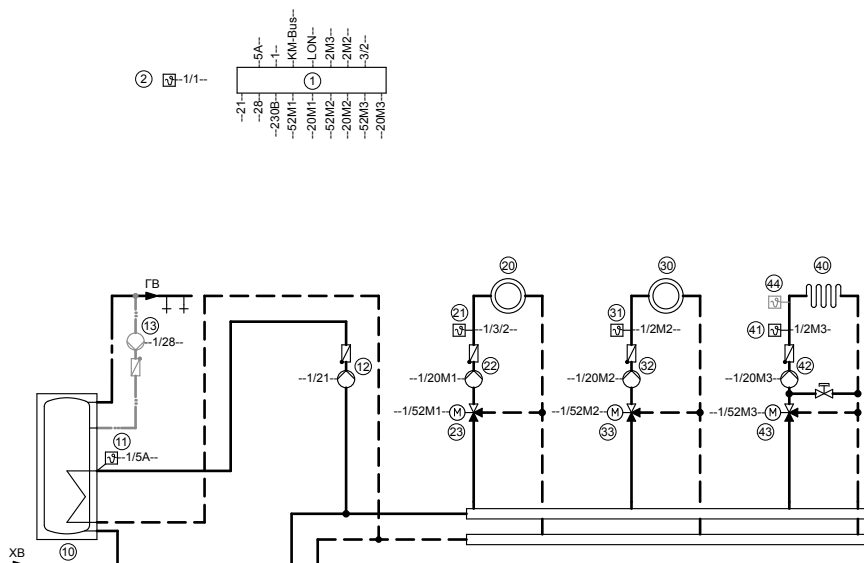 --5A--
--1--
--KM-Bus--
--LON--
--2M3--
--2M2--
--3/2--
2
--1/1--
1
--21--
--28--
--230B--
--52M1--
--20M1--
--52M2--
--20M2--
--52M3--
--20M3--
ГВ
20
30
40
44
13
--1/28--
21
--1/3/2--
31
--1/2M2--
41
--1/2M3-
--1/21--
12
--1/20M1--
22
--1/20M2--
32
--1/20M3--
42
--1/52M1--
M
--1/52M2--
M
--1/52M3--
M
23
33
43
11
--1/5A--
ХВ
10